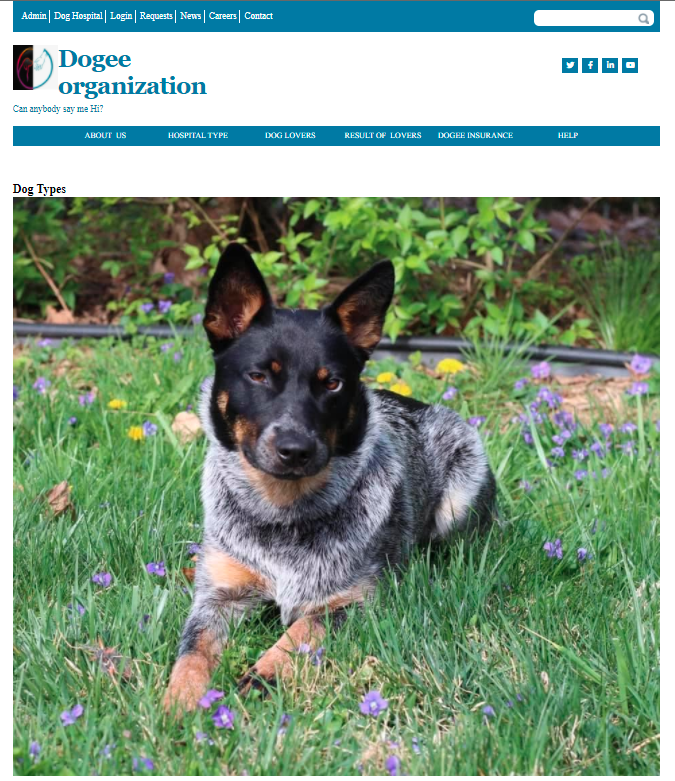 Admin Dog Hospital Login Requests News Careers Contact
Dogee
organization
Can anybody say me Hi?
ABOUT US HOSPITAL TYPE DOG LOVERS RESULT OF LOVERS DOGEE INSURANCE HELP
Dog Types